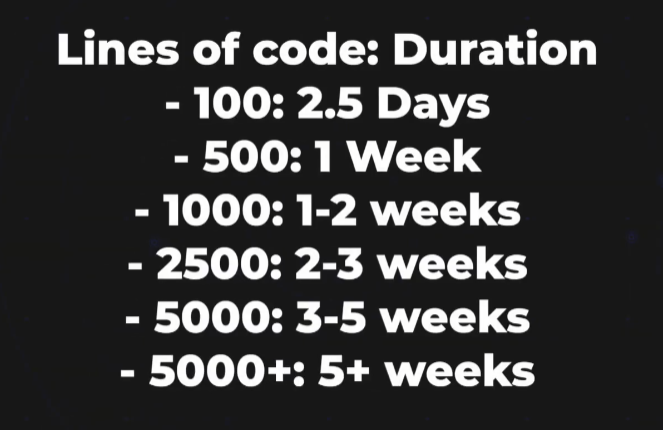 Lines of code: Duration
- 100: 2.5 Days
- 500: 1 Week
- 1000: 1-2 weeks
- 2500: 2-3 weeks
- 5000: 3-5 weeks
- 5000+: 5+ weeks